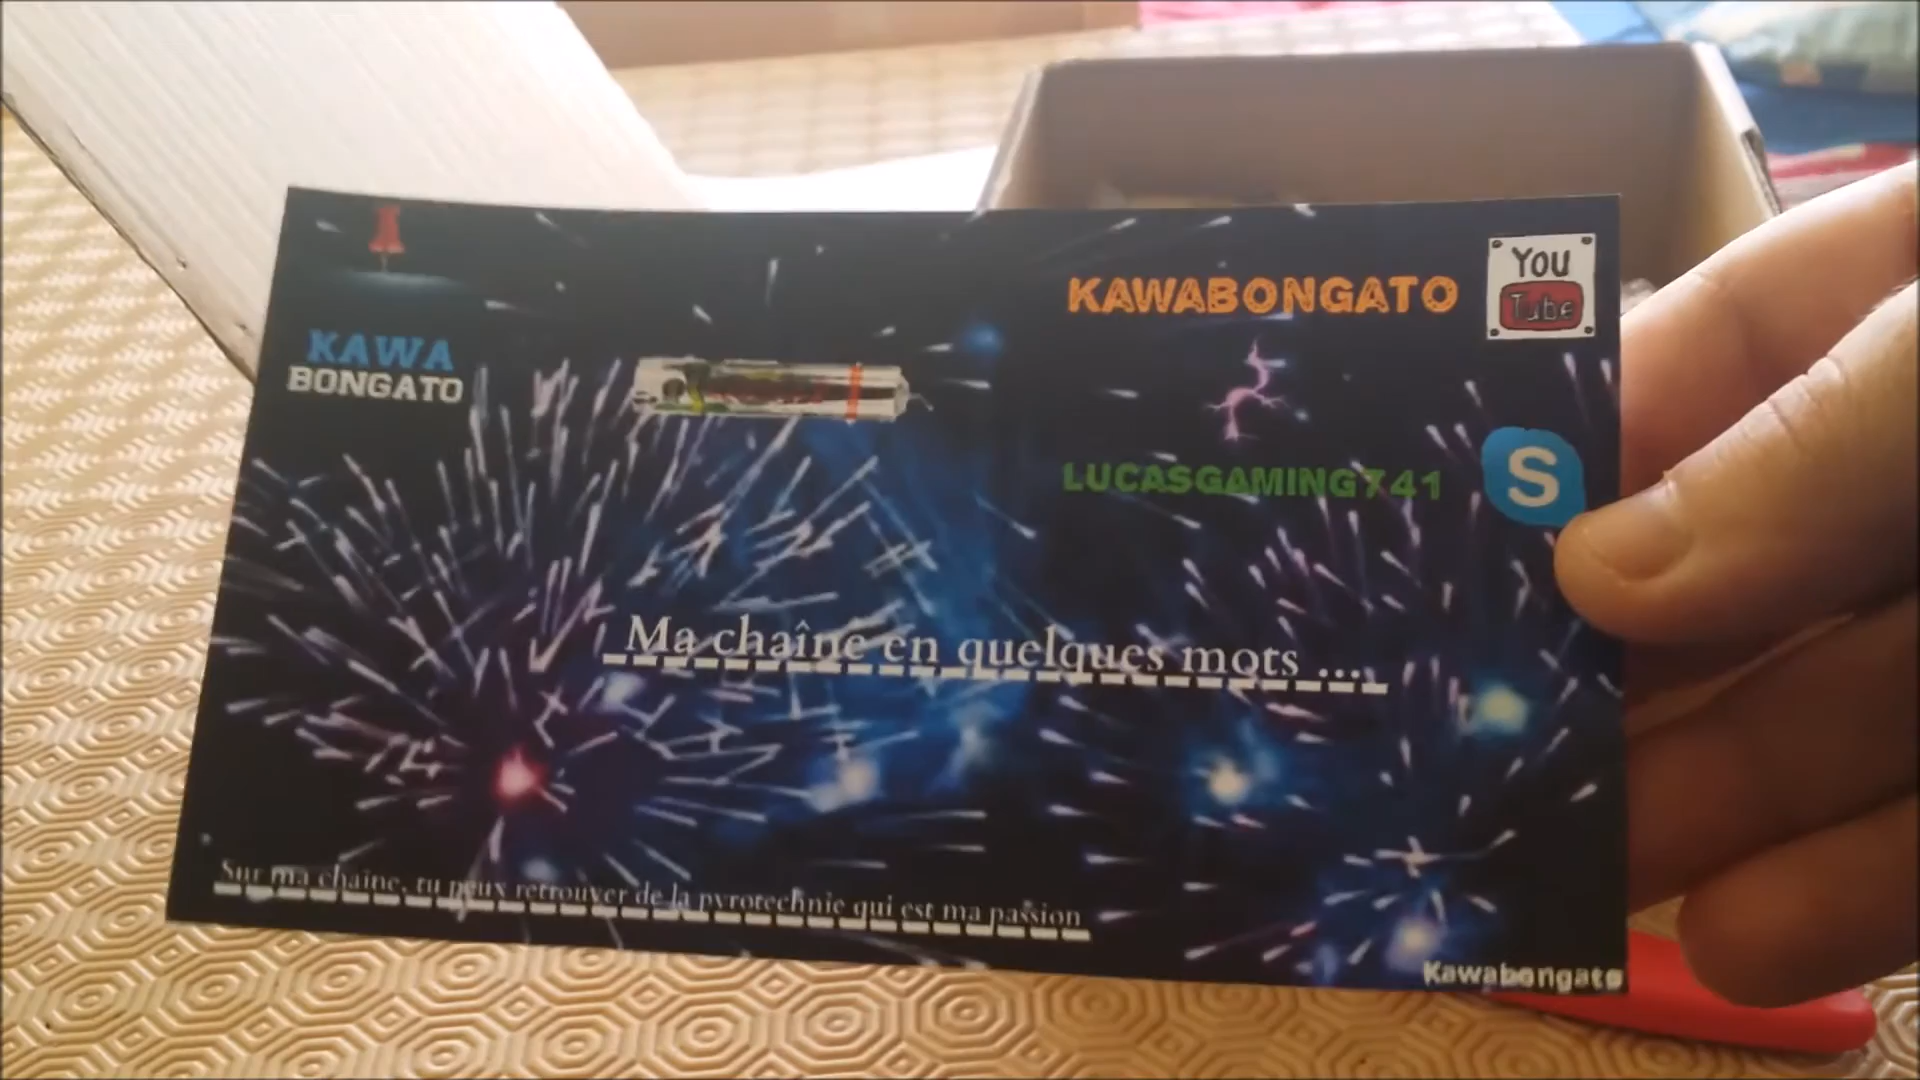 KAWABONGATO
You
Tube
KAWA
BONGATO
LUCASGAMING741
S
Ma chaîne en quelques mots ...
Sur ma chaîne, tu peux retrouver de la pyrotechnie qui est ma passion
Kawabongato